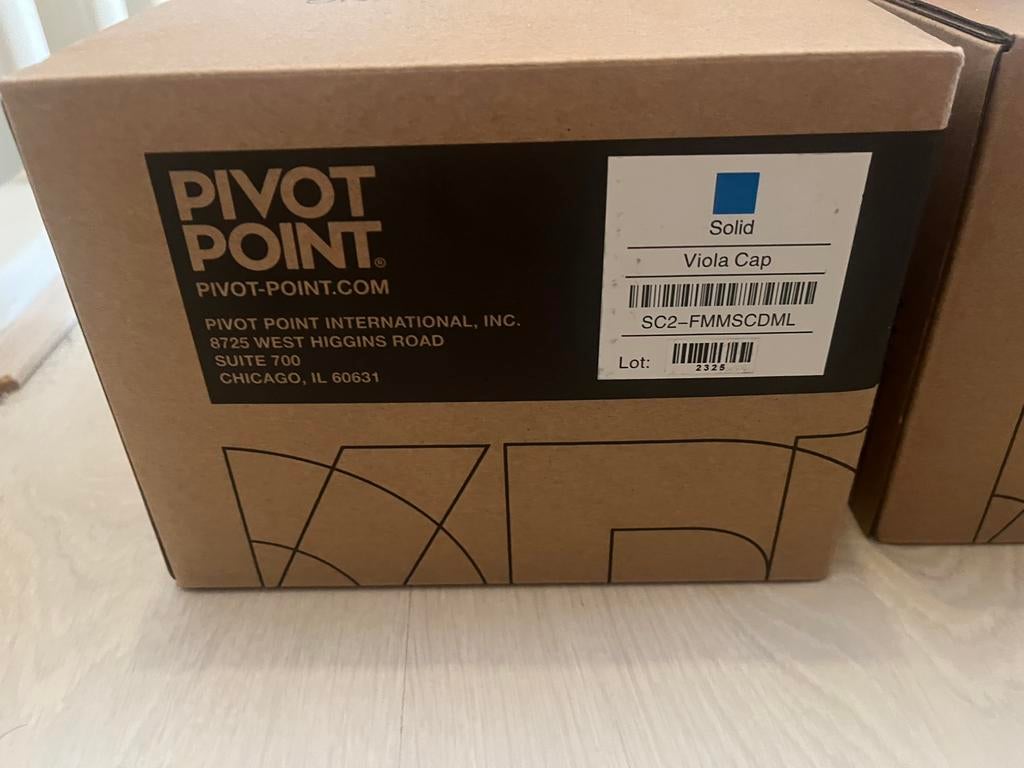 PIVOT
POINT®
PIVOT-POINT.COM
PIVOT POINT INTERNATIONAL, INC.
8725 WEST HIGGINS ROAD
SUITE 700
CHICAGO, IL 60631
Solid
Viola Cap
SC2-FMMSCDML
Lot:
2325